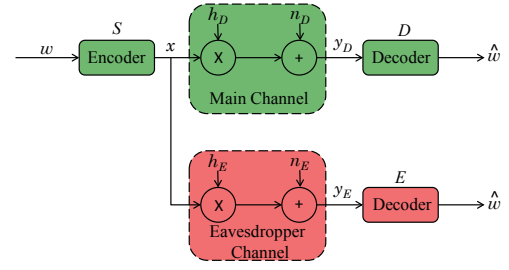 h_D n_D
S
w Encoder x X + y_D D Decoder ŵ
Main Channel
h_E n_E
X + y_E E Decoder ŵ
Eavesdropper
Channel